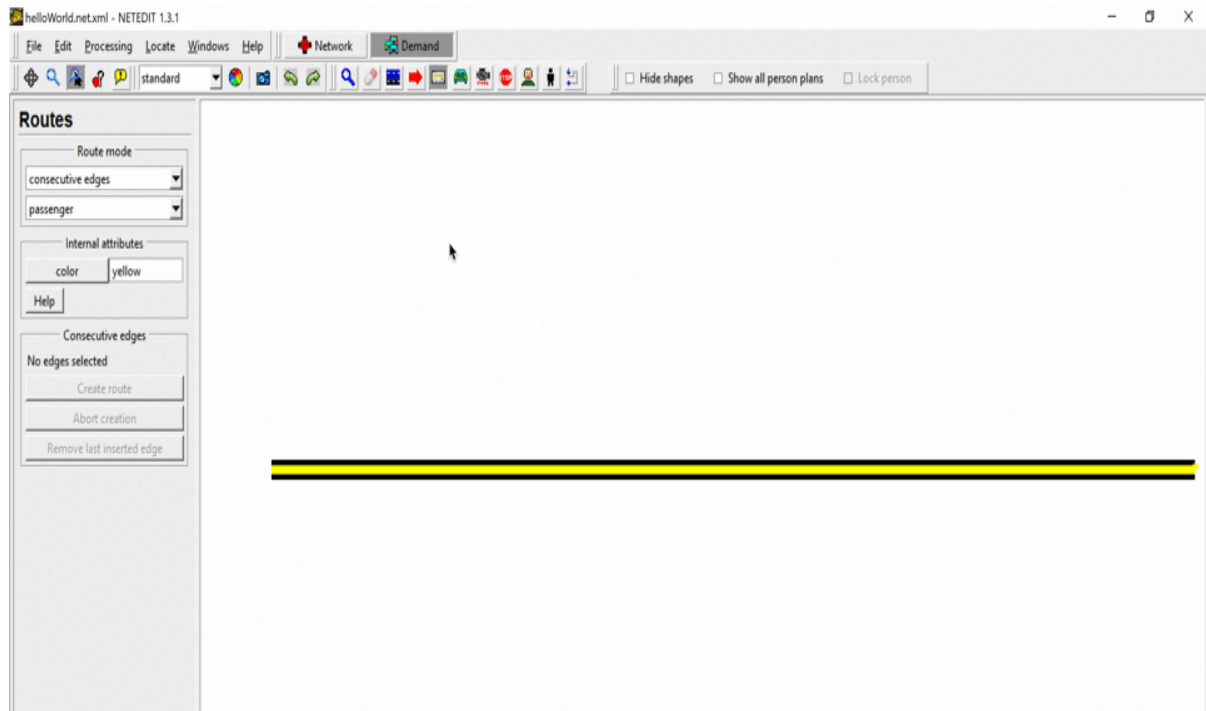 helloWorld.net.xml - NETEDIT 1.3.1
File Edit Processing Locate Windows Help Network Demand
standard Hide shapes Show all person plans Lock person
Routes
Route mode
consecutive edges
passenger
Internal attributes
color yellow
Help
Consecutive edges
No edges selected
Create route
Abort creation
Remove last inserted edge